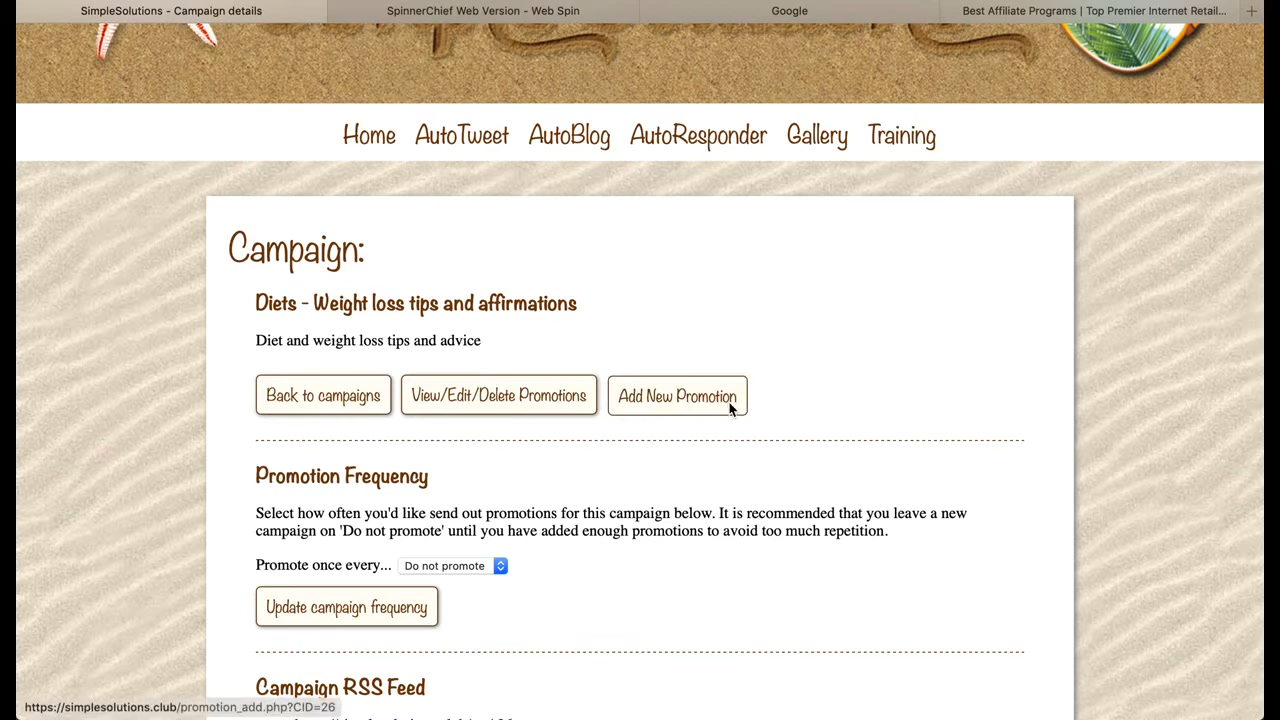 SimpleSolutions - Campaign details
SpinnerChief Web Version - Web Spin
Google
Best Affiliate Programs | Top Premier Internet Retail...
Home AutoTweet AutoBlog AutoResponder Gallery Training
Campaign:
Diets - Weight loss tips and affirmations
Diet and weight loss tips and advice
Back to campaigns
View/Edit/Delete Promotions
Add New Promotion
Promotion Frequency
Select how often you'd like send out promotions for this campaign below. It is recommended that you leave a new
campaign on 'Do not promote' until you have added enough promotions to avoid too much repetition.
Promote once every... Do not promote
Update campaign frequency
Campaign RSS Feed
https://simplesolutions.club/promotion_add.php?CID=26